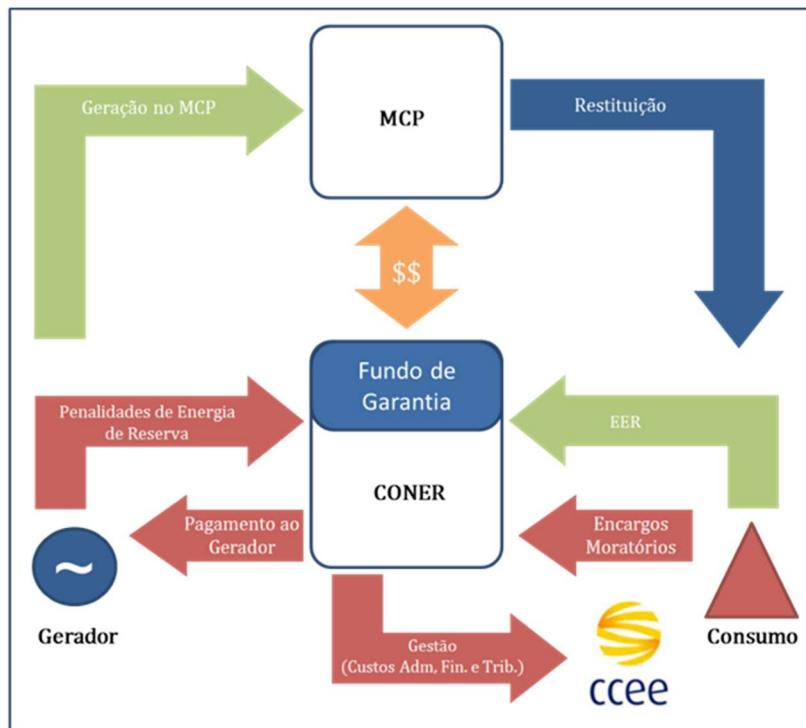 Geração no MCP
MCP
Restituição
$$
Fundo de
Garantia
Penalidades de Energia
de Reserva
EER
CONER
Pagamento ao
Gerador
Encargos
Moratórios
~
Gerador
Gestão
(Custos Adm, Fin. e Trib.)
ccee
Consumo